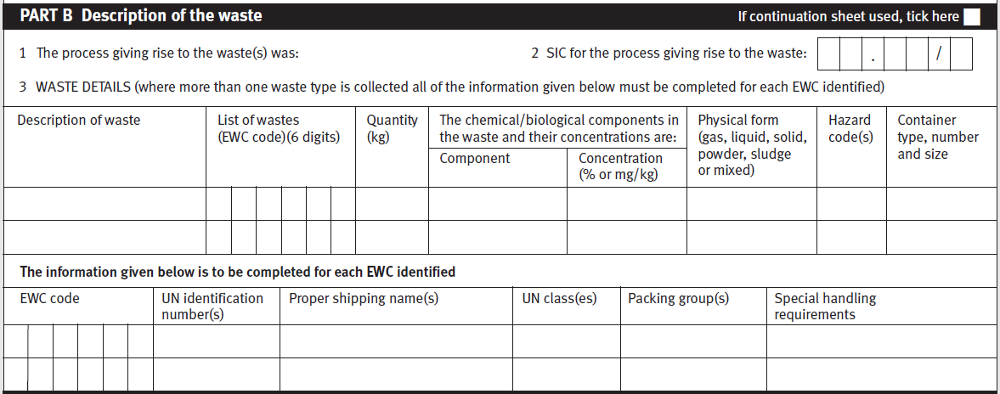 PART B Description of the waste
If continuation sheet used, tick here
1 The process giving rise to the waste(s) was:
2 SIC for the process giving rise to the waste:
. /
3 WASTE DETAILS (where more than one waste type is collected all of the information given below must be completed for each EWC identified)
Description of waste
List of wastes
(EWC code)(6 digits)
Quantity
(kg)
The chemical/biological components in
the waste and their concentrations are:
Component
Concentration
(% or mg/kg)
Physical form
(gas, liquid, solid,
powder, sludge
or mixed)
Hazard
code(s)
Container
type, number
and size
The information given below is to be completed for each EWC identified
EWC code
UN identification
number(s)
Proper shipping name(s)
UN class(es)
Packing group(s)
Special handling
requirements